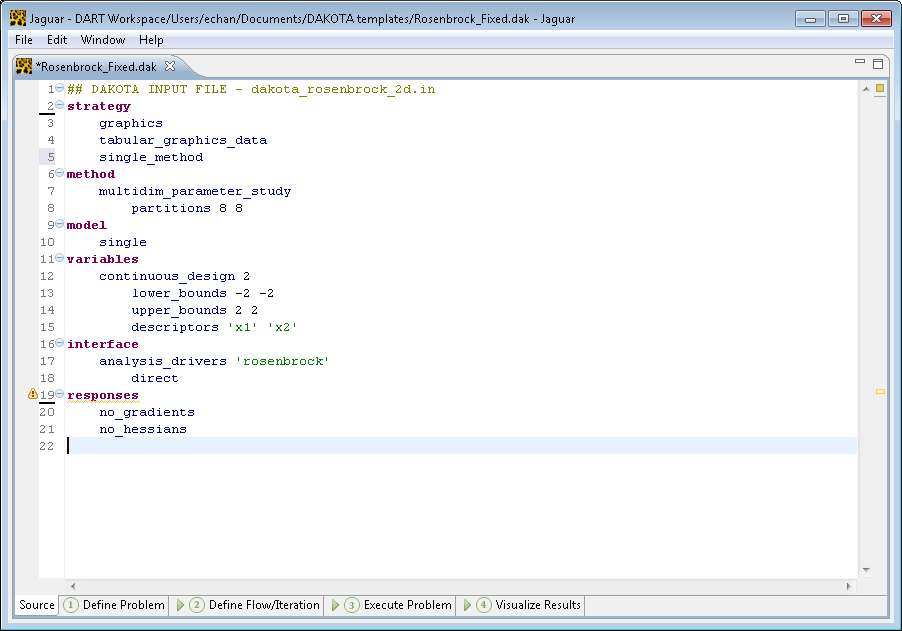 Jaguar - DART Workspace/Users/echan/Documents/DAKOTA templates/Rosenbrock_Fixed.dak - Jaguar
File Edit Window Help
*Rosenbrock_Fixed.dak
1 ## DAKOTA INPUT FILE - dakota_rosenbrock_2d.in
2 strategy
3 graphics
4 tabular_graphics_data
5 single_method
6 method
7 multidim_parameter_study
8 partitions 8 8
9 model
10 single
11 variables
12 continuous_design 2
13 lower_bounds -2 -2
14 upper_bounds 2 2
15 descriptors 'x1' 'x2'
16 interface
17 analysis_drivers 'rosenbrock'
18 direct
19 responses
20 no_gradients
21 no_hessians
22
Source 1 Define Problem 2 Define Flow/Iteration 3 Execute Problem 4 Visualize Results